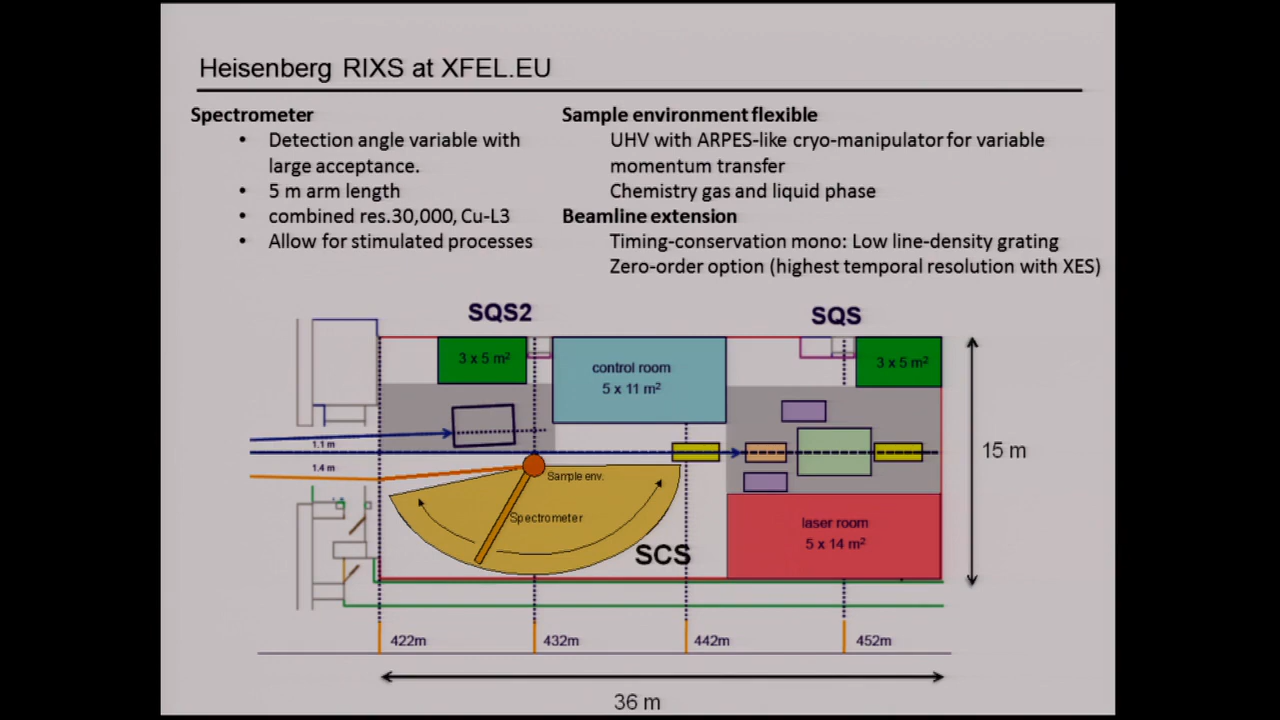 Heisenberg RIXS at XFEL.EU
Spectrometer
• Detection angle variable with
large acceptance.
• 5 m arm length
• combined res.30,000, Cu-L3
• Allow for stimulated processes
Sample environment flexible
UHV with ARPES-like cryo-manipulator for variable
momentum transfer
Chemistry gas and liquid phase
Beamline extension
Timing-conservation mono: Low line-density grating
Zero-order option (highest temporal resolution with XES)
SQS2
SQS
3 x 5 m²
control room
5 x 11 m²
3 x 5 m²
1.1 m
1.4 m
15 m
Sample env.
Spectrometer
SCS
laser room
5 x 14 m²
422m
432m
442m
452m
36 m